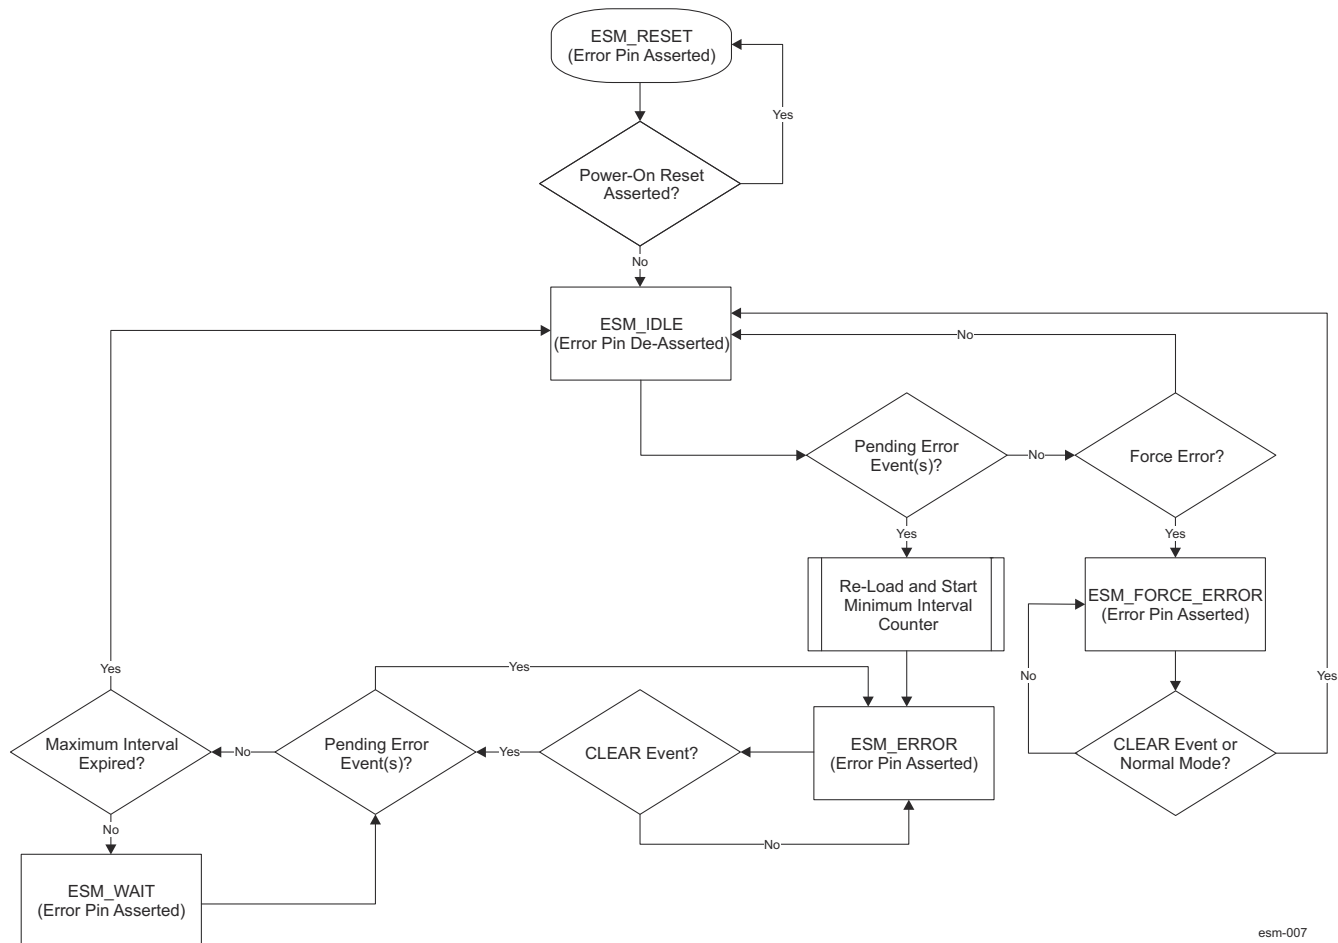 ESM_RESET
(Error Pin Asserted)
Yes
Power-On Reset
Asserted?
No
ESM_IDLE
(Error Pin De-Asserted)
No
Pending Error
Event(s)?
No
Force Error?
Yes
Yes
Re-Load and Start
Minimum Interval
Counter
ESM_FORCE_ERROR
(Error Pin Asserted)
Yes
Yes
No
Yes
Maximum Interval
Expired?
No
Pending Error
Event(s)?
Yes
CLEAR Event?
ESM_ERROR
(Error Pin Asserted)
CLEAR Event or
Normal Mode?
No
No
ESM_WAIT
(Error Pin Asserted)
esm-007